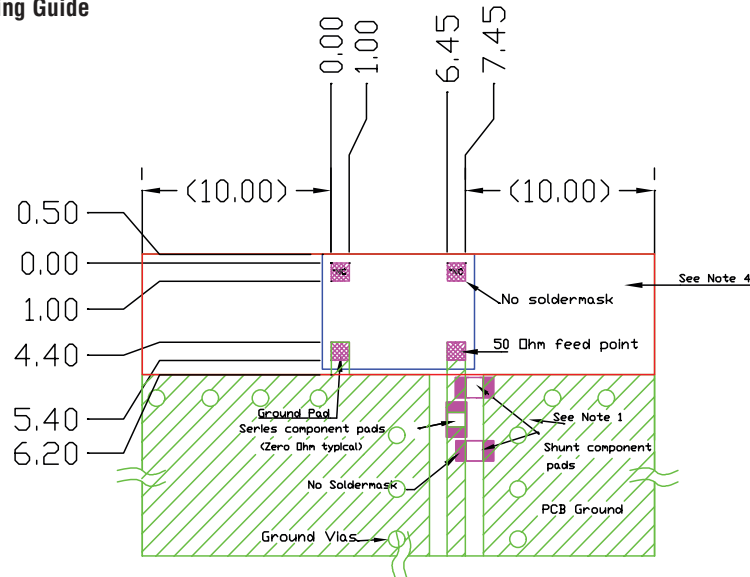 ing Guide
0.00
1.00
6.45
7.45
(10.00)
(10.00)
0.50
0.00
1.00
4.40
5.40
6.20
See Note 4
No soldermask
50 Ohm feed point
Ground Pad
Series component pads
(Zero Ohm typical)
See Note 1
Shunt component
pads
No Soldermask
PCB Ground
Ground Vias